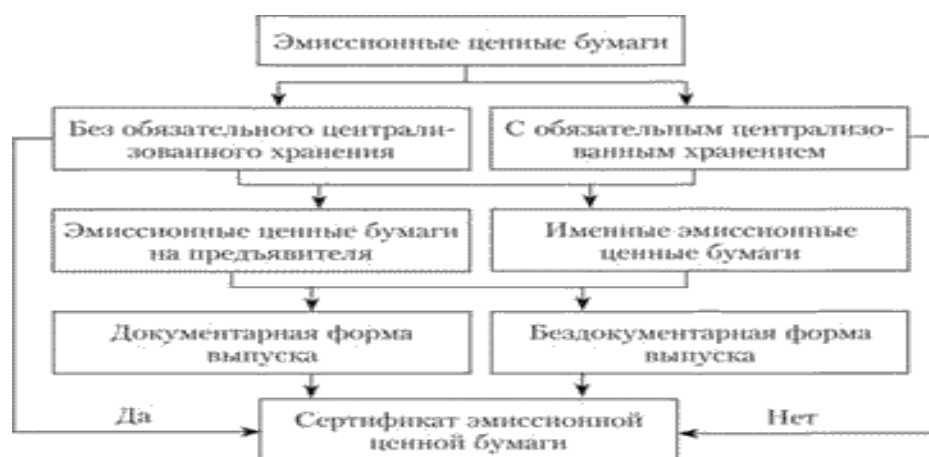 Эмиссионные ценные бумаги
Без обязательного централи-
зованного хранения
С обязательным централизо-
ванным хранением
Эмиссионные ценные бумаги
на предъявителя
Именные эмиссионные
ценные бумаги
Документарная форма
выпуска
Бездокументарная форма
выпуска
Да
Сертификат эмиссионной
ценной бумаги
Нет